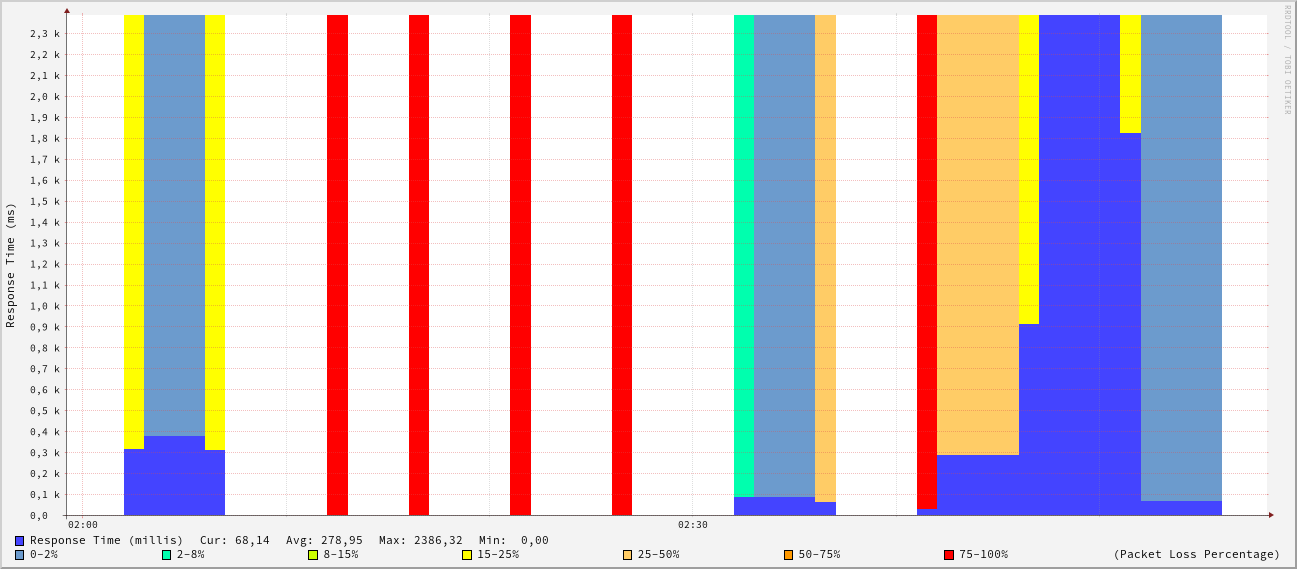 RRDTOOL / TOBI OETIKER
Response Time (ms)
2,3 k
2,2 k
2,1 k
2,0 k
1,9 k
1,8 k
1,7 k
1,6 k
1,5 k
1,4 k
1,3 k
1,2 k
1,1 k
1,0 k
0,9 k
0,8 k
0,7 k
0,6 k
0,5 k
0,4 k
0,3 k
0,2 k
0,1 k
0,0
02:00 02:30
Response Time (millis) Cur: 68,14 Avg: 278,95 Max: 2386,32 Min: 0,00
0-2% 2-8% 8-15% 15-25% 25-50% 50-75% 75-100% (Packet Loss Percentage)